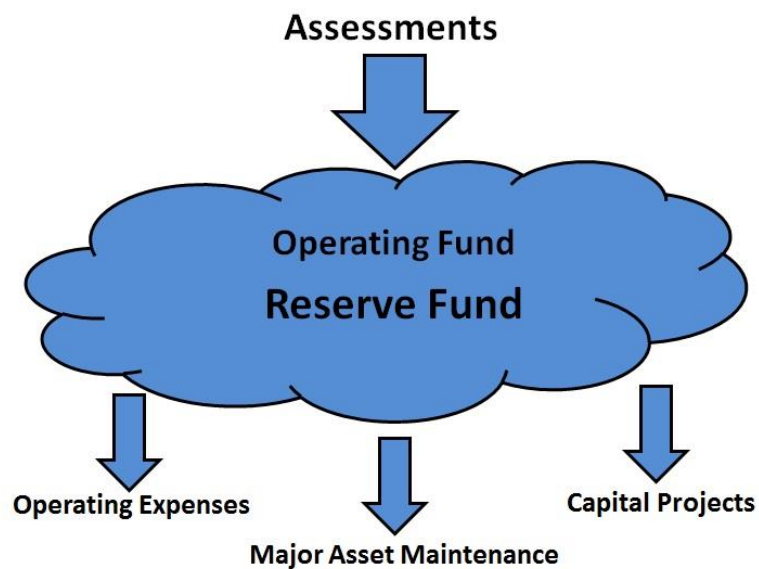 Assessments
Operating Fund
Reserve Fund
Operating Expenses
Major Asset Maintenance
Capital Projects